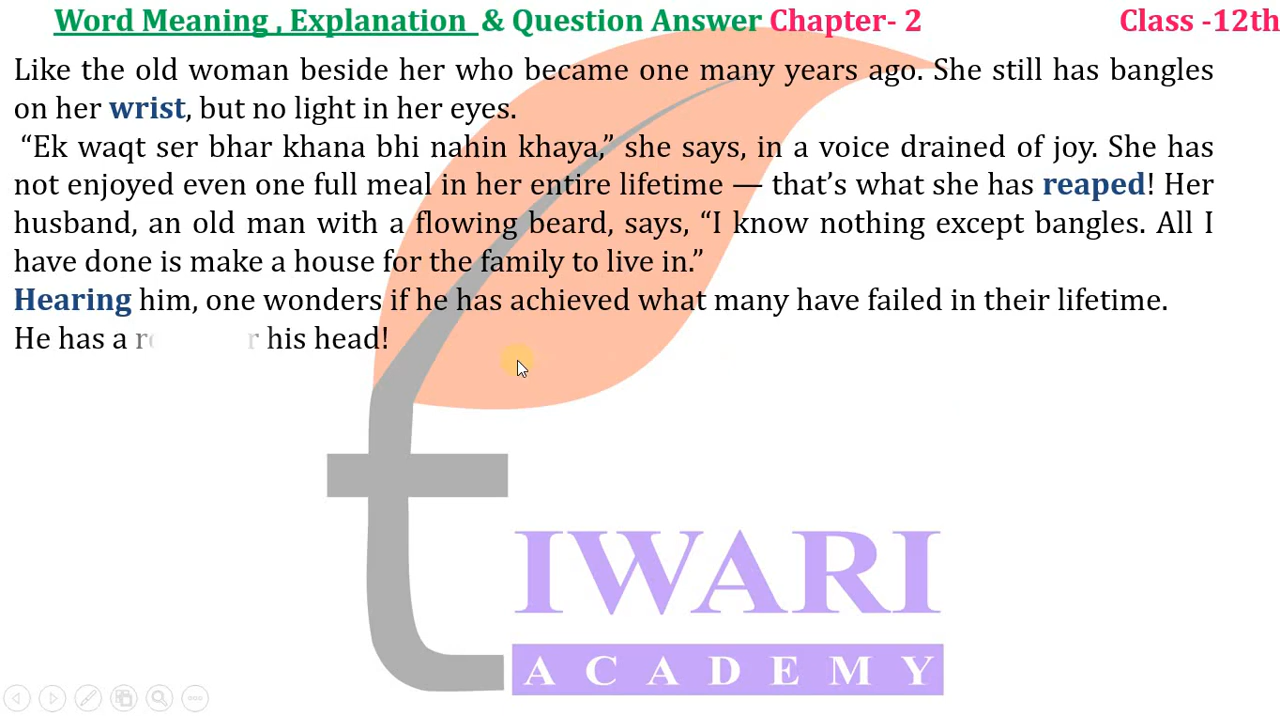 Word Meaning , Explanation & Question Answer Chapter- 2 Class -12th
Like the old woman beside her who became one many years ago. She still has bangles
on her wrist, but no light in her eyes.
“Ek waqt ser bhar khana bhi nahin khaya,” she says, in a voice drained of joy. She has
not enjoyed even one full meal in her entire lifetime — that’s what she has reaped! Her
husband, an old man with a flowing beard, says, “I know nothing except bangles. All I
have done is make a house for the family to live in.”
Hearing him, one wonders if he has achieved what many have failed in their lifetime.
He has a his head!
tIWARI
ACADEMY